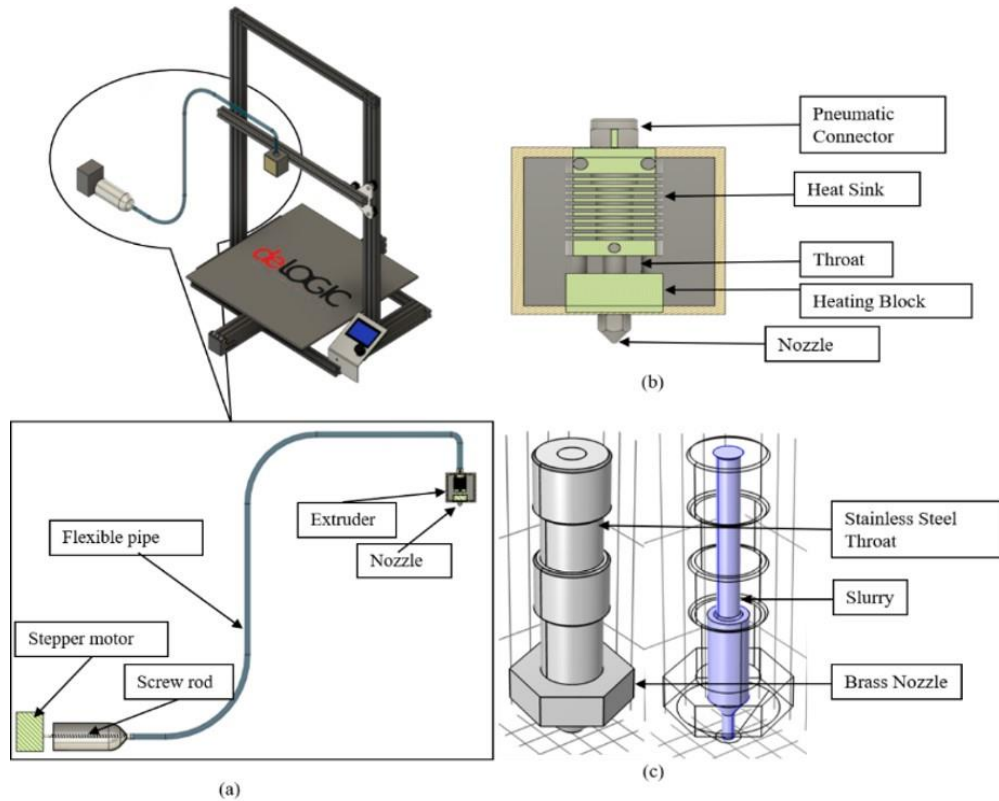 deLOGIC
Extruder
Nozzle
Flexible pipe
Stepper motor
Screw rod
(a)
Pneumatic
Connector
Heat Sink
Throat
Heating Block
Nozzle
(b)
Stainless Steel
Throat
Slurry
Brass Nozzle
(c)